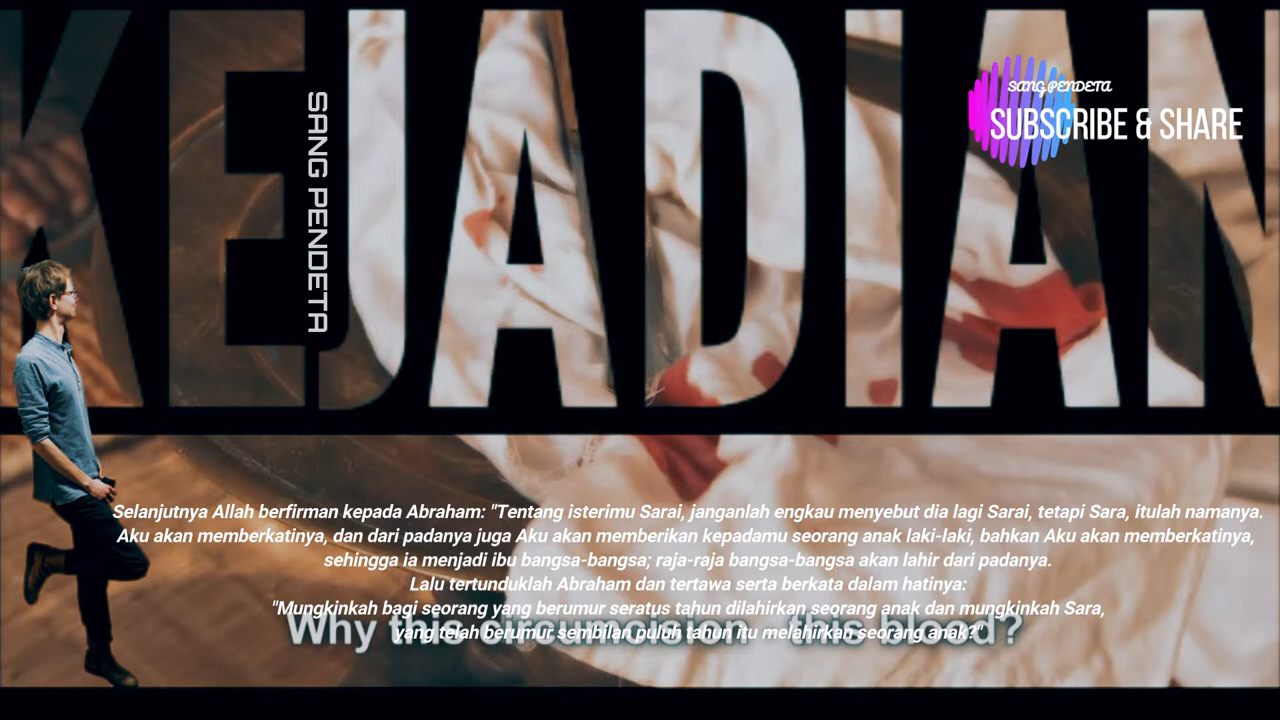 KEJADIAN
SANG PENDETA
SANG PENDETA
SUBSCRIBE & SHARE
Selanjutnya Allah berfirman kepada Abraham: "Tentang isterimu Sarai, janganlah engkau menyebut dia lagi Sarai, tetapi Sara, itulah namanya.
Aku akan memberkatinya, dan dari padanya juga Aku akan memberikan kepadamu seorang anak laki-laki, bahkan Aku akan memberkatinya,
sehingga ia menjadi ibu bangsa-bangsa; raja-raja bangsa-bangsa akan lahir dari padanya.
Lalu tertunduklah Abraham dan tertawa serta berkata dalam hatinya:
"Mungkinkah bagi seorang yang berumur seratus tahun dilahirkan seorang anak dan mungkinkah Sara,
yang telah berumur sembilan puluh tahun itu melahirkan seorang anak?"
Why this circumcision - this blood?